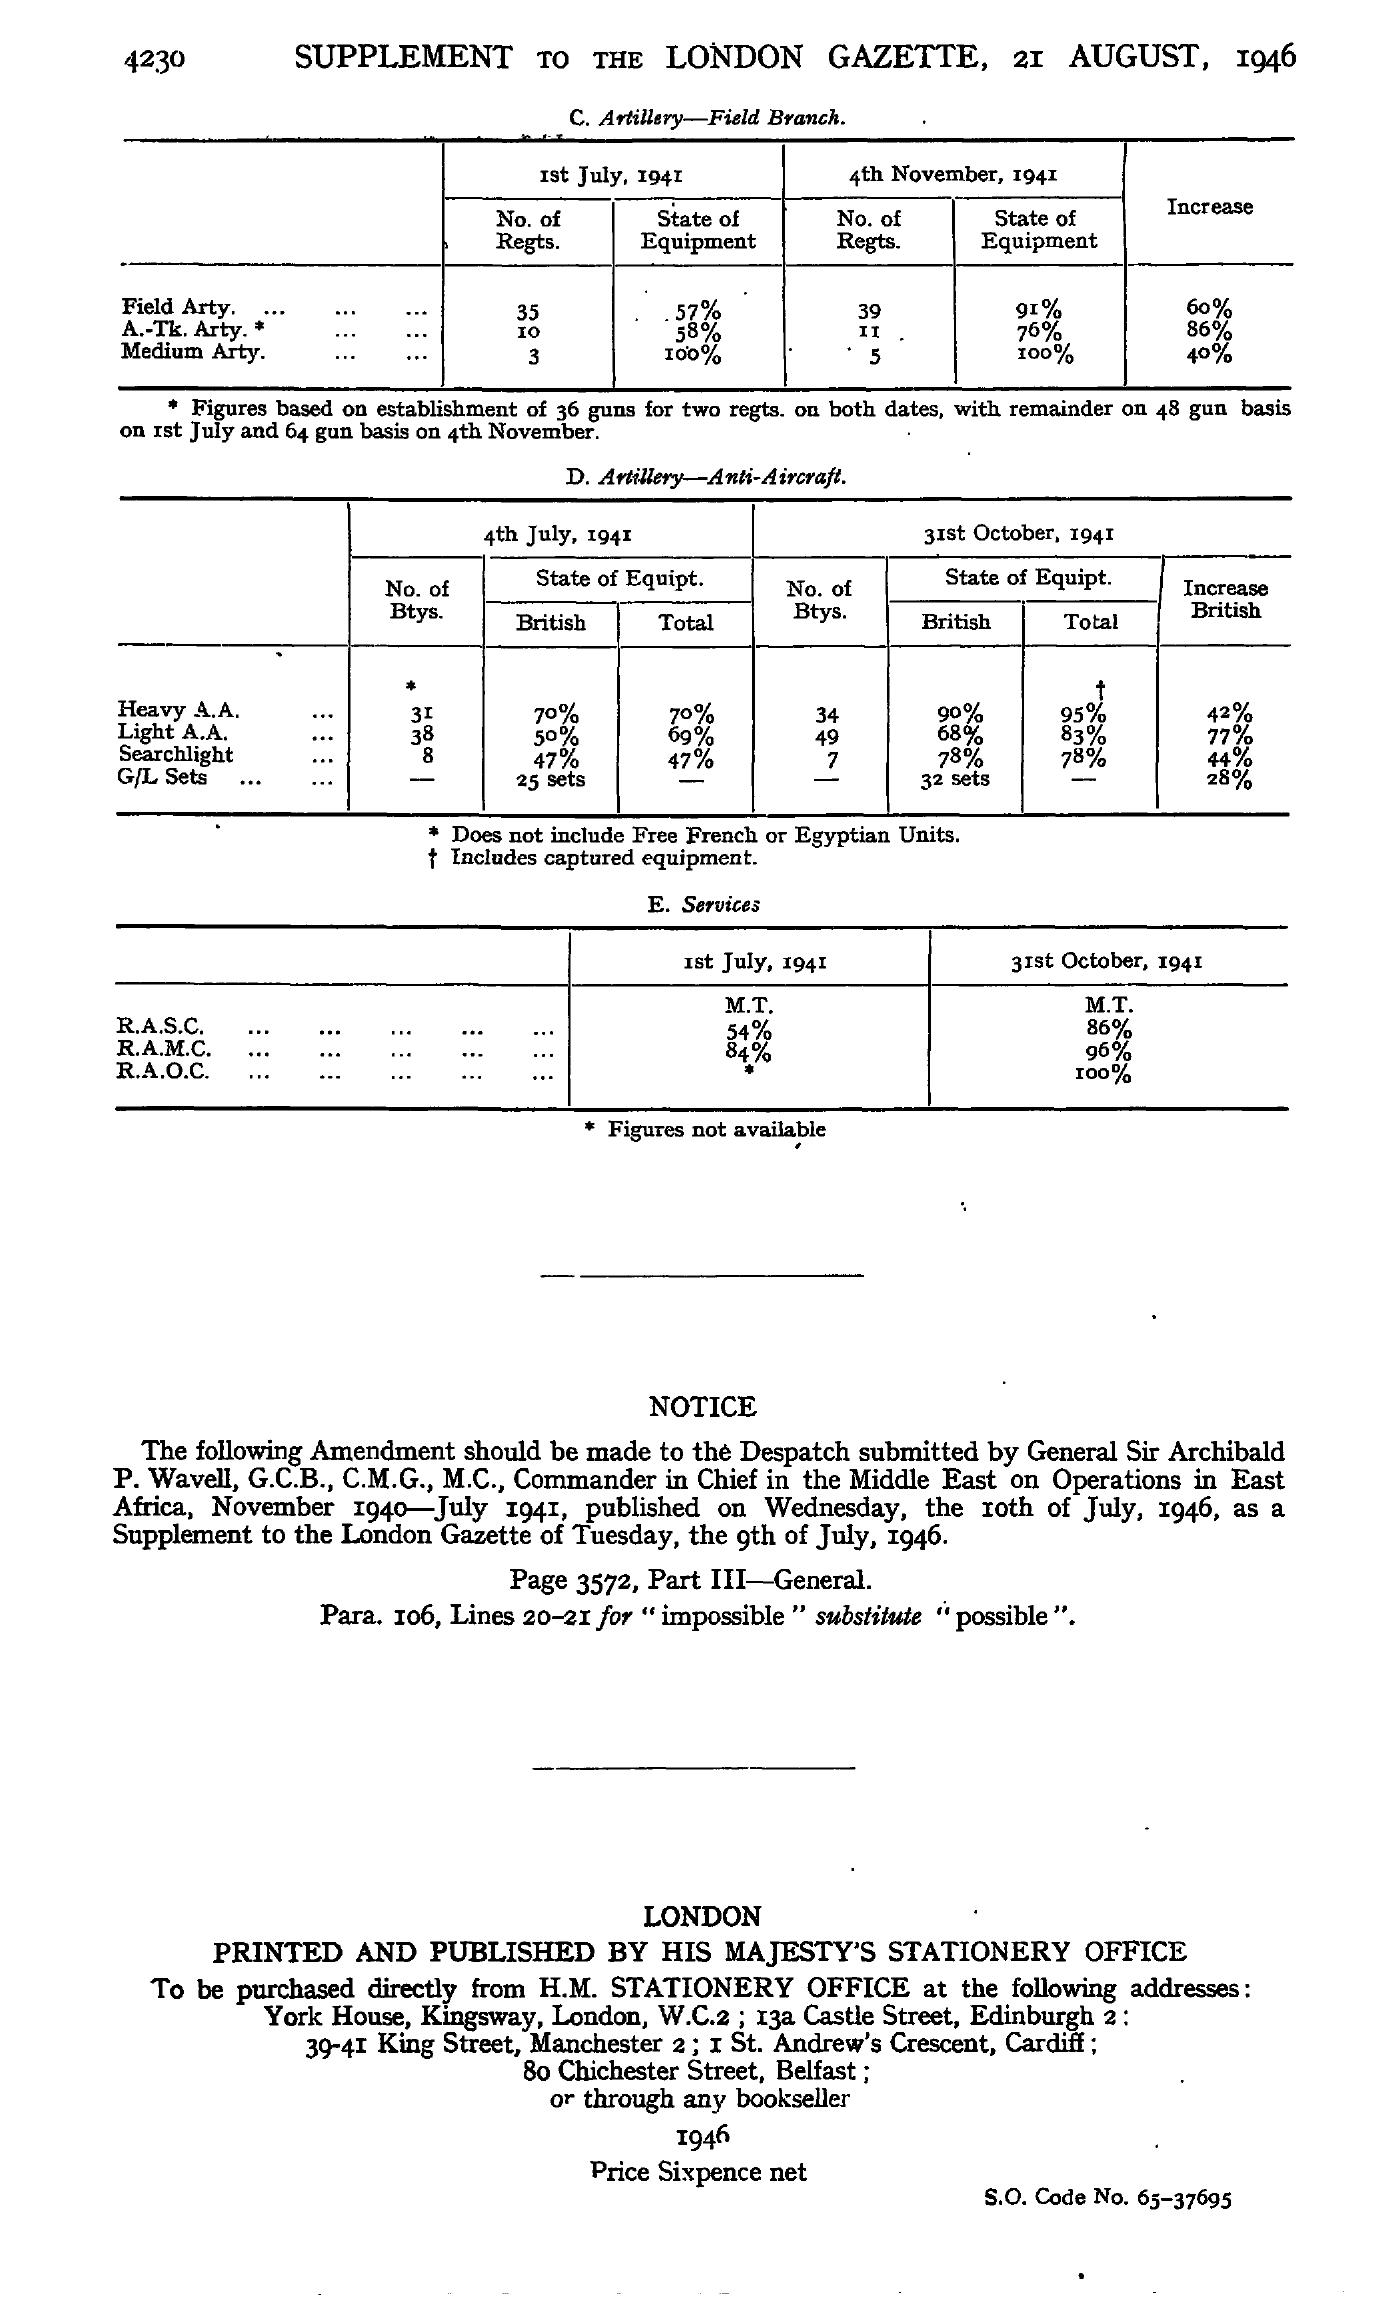 4230 SUPPLEMENT TO THE LONDON GAZETTE, 21 AUGUST, 1946
C. Artillery—Field Branch.
1st July, 1941 4th November, 1941 Increase
No. of Regts. State of Equipment No. of Regts. State of Equipment
Field Arty. ... ... ... 35 57% 39 91% 60%
A.-Tk. Arty. * ... ... 10 58% 11 76% 86%
Medium Arty. ... ... 3 100% 5 100% 40%
* Figures based on establishment of 36 guns for two regts. on both dates, with remainder on 48 gun basis
on 1st July and 64 gun basis on 4th November.
D. Artillery—Anti-Aircraft.
4th July, 1941 31st October, 1941
No. of Btys. State of Equipt. No. of Btys. State of Equipt. Increase British
British Total British Total
* †
Heavy A.A. ... 31 70% 70% 34 90% 95% 42%
Light A.A. ... 38 50% 69% 49 68% 83% 77%
Searchlight ... 8 47% 47% 7 78% 78% 44%
G/L Sets ... ... — 25 sets — — 32 sets — 28%
* Does not include Free French or Egyptian Units.
† Includes captured equipment.
E. Services
1st July, 1941 31st October, 1941
M.T. M.T.
R.A.S.C. ... ... ... ... ... 54% 86%
R.A.M.C. ... ... ... ... ... 84% 96%
R.A.O.C. ... ... ... ... ... * 100%
* Figures not available
NOTICE
The following Amendment should be made to the Despatch submitted by General Sir Archibald
P. Wavell, G.C.B., C.M.G., M.C., Commander in Chief in the Middle East on Operations in East
Africa, November 1940—July 1941, published on Wednesday, the 10th of July, 1946, as a
Supplement to the London Gazette of Tuesday, the 9th of July, 1946.
Page 3572, Part III—General.
Para. 106, Lines 20-21 for " impossible " substitute " possible ".
LONDON
PRINTED AND PUBLISHED BY HIS MAJESTY'S STATIONERY OFFICE
To be purchased directly from H.M. STATIONERY OFFICE at the following addresses:
York House, Kingsway, London, W.C.2 ; 13a Castle Street, Edinburgh 2 :
39-41 King Street, Manchester 2 ; 1 St. Andrew's Crescent, Cardiff ;
80 Chichester Street, Belfast ;
or through any bookseller
1946
Price Sixpence net
S.O. Code No. 65-37695